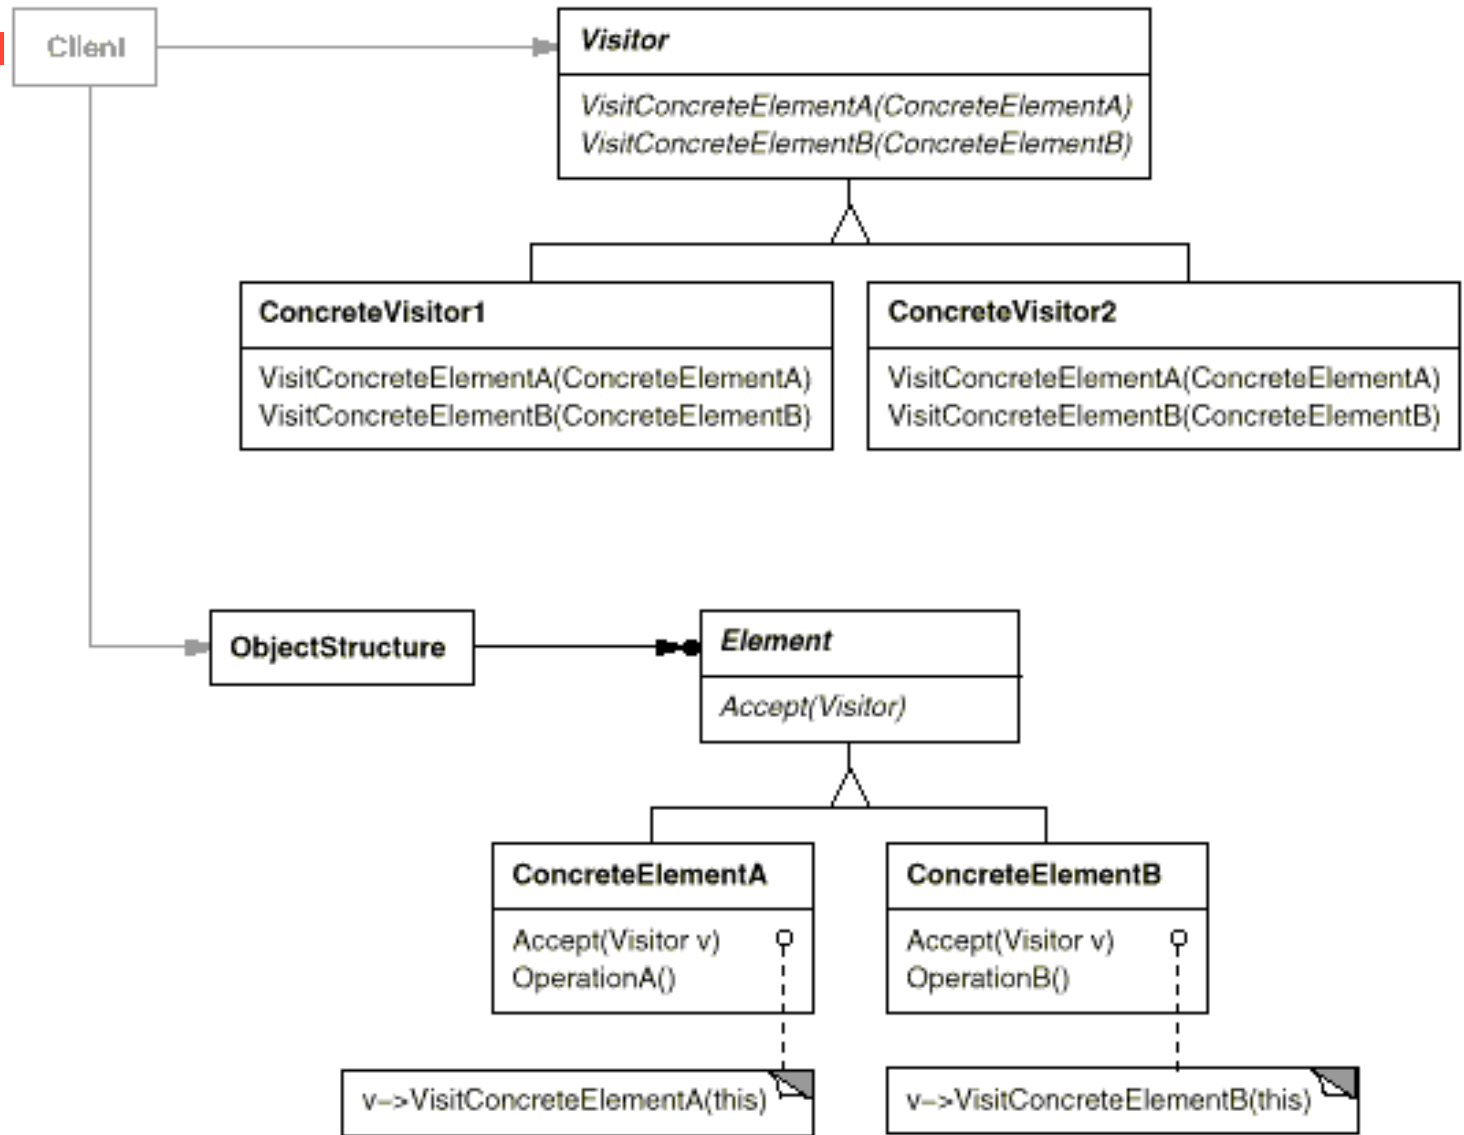 Client
Visitor
VisitConcreteElementA(ConcreteElementA)
VisitConcreteElementB(ConcreteElementB)
ConcreteVisitor1
VisitConcreteElementA(ConcreteElementA)
VisitConcreteElementB(ConcreteElementB)
ConcreteVisitor2
VisitConcreteElementA(ConcreteElementA)
VisitConcreteElementB(ConcreteElementB)
ObjectStructure
Element
Accept(Visitor)
ConcreteElementA
Accept(Visitor v)
OperationA()
ConcreteElementB
Accept(Visitor v)
OperationB()
v–>VisitConcreteElementA(this)
v–>VisitConcreteElementB(this)